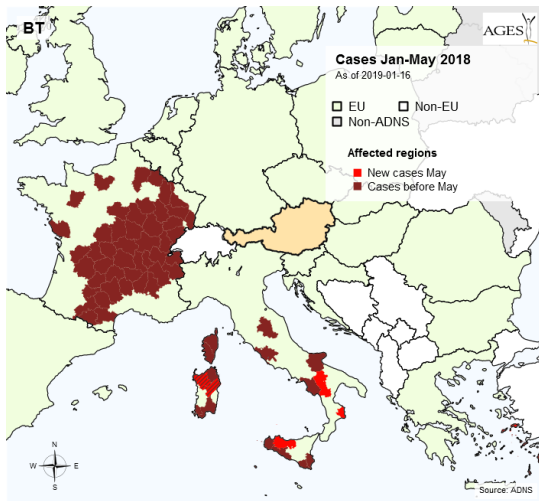 BT
AGES
Cases Jan-May 2018
As of 2019-01-16
EU Non-EU
Non-ADNS
Affected regions
New cases May
Cases before May
N
W E
S
Source: ADNS